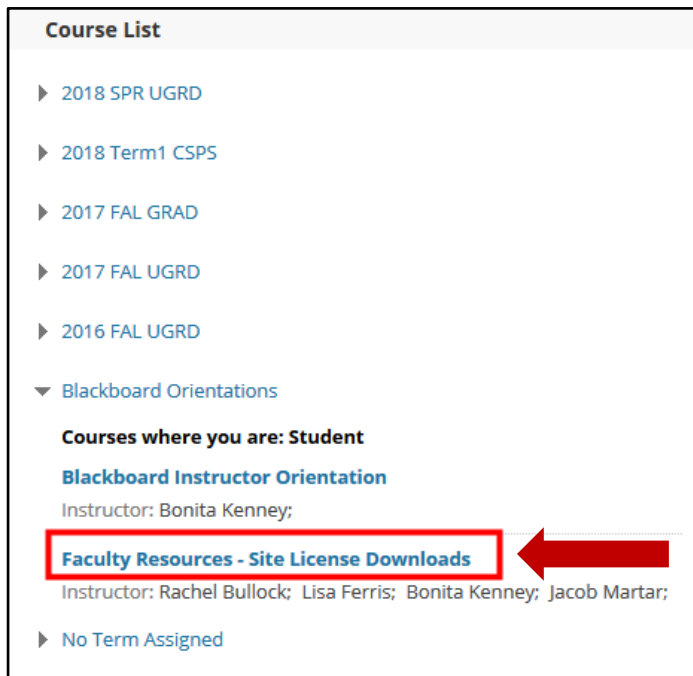 Course List
2018 SPR UGRD
2018 Term1 CSPS
2017 FAL GRAD
2017 FAL UGRD
2016 FAL UGRD
Blackboard Orientations
Courses where you are: Student
Blackboard Instructor Orientation
Instructor: Bonita Kenney;
Faculty Resources - Site License Downloads
Instructor: Rachel Bullock; Lisa Ferris; Bonita Kenney; Jacob Martar;
No Term Assigned